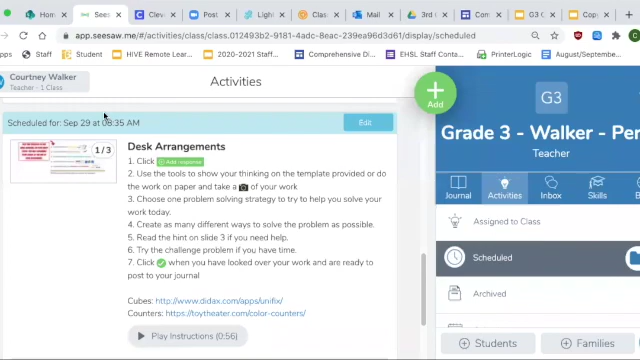 Home
Sees
Clevi
Post
Light
Class
Mail
3rd
Com
G3 C
Copy
app.seesaw.me/#/activities/class/class.012493b2-9181-4adc-8eac-239ea96d3d61/display/scheduled
Apps
Staff
Student
HIVE Remote Learn...
2020-2021 Staff...
Comprehensive Di...
EHSL Staff Comp...
PrinterLogic
August/Septembe...
Courtney Walker
Teacher - 1 Class
Activities
Add
G3
Grade 3 - Walker - Per
Teacher
Journal
Activities
Inbox
Skills
Assigned to Class
Scheduled
Archived
Students
Families
Scheduled for: Sep 29 at 08:35 AM
Edit
1/3
Desk Arrangements
1. Click Add response
2. Use the tools to show your thinking on the template provided or do
the work on paper and take a of your work
3. Choose one problem solving strategy to try to help you solve your
work today.
4. Create as many different ways to solve the problem as possible.
5. Read the hint on slide 3 if you need help.
6. Try the challenge problem if you have time.
7. Click when you have looked over your work and are ready to
post to your journal
Cubes: http://www.didax.com/apps/unifix/
Counters: https://toytheater.com/color-counters/
Play Instructions (0:56)